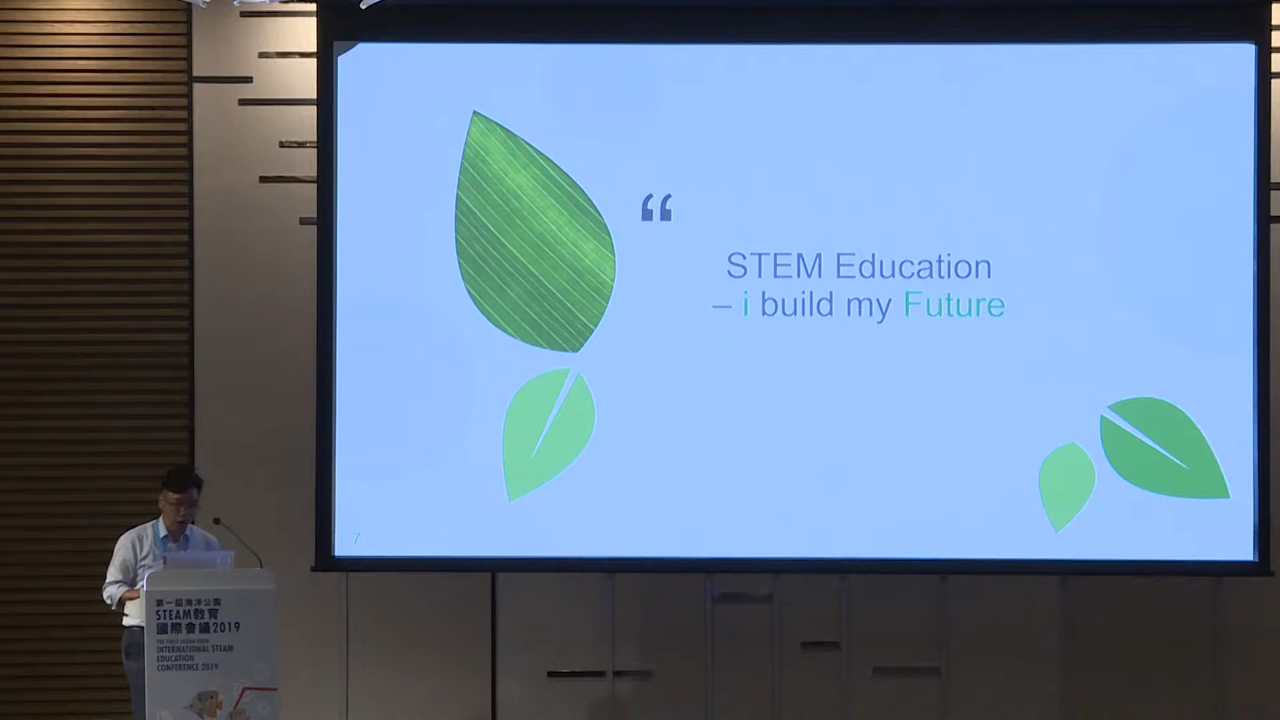 “
STEM Education
– i build my Future
7
第一屆海洋公園
STEAM教育
國際會議2019
THE FIRST OCEAN PARK
INTERNATIONAL STEAM
EDUCATION
CONFERENCE 2019